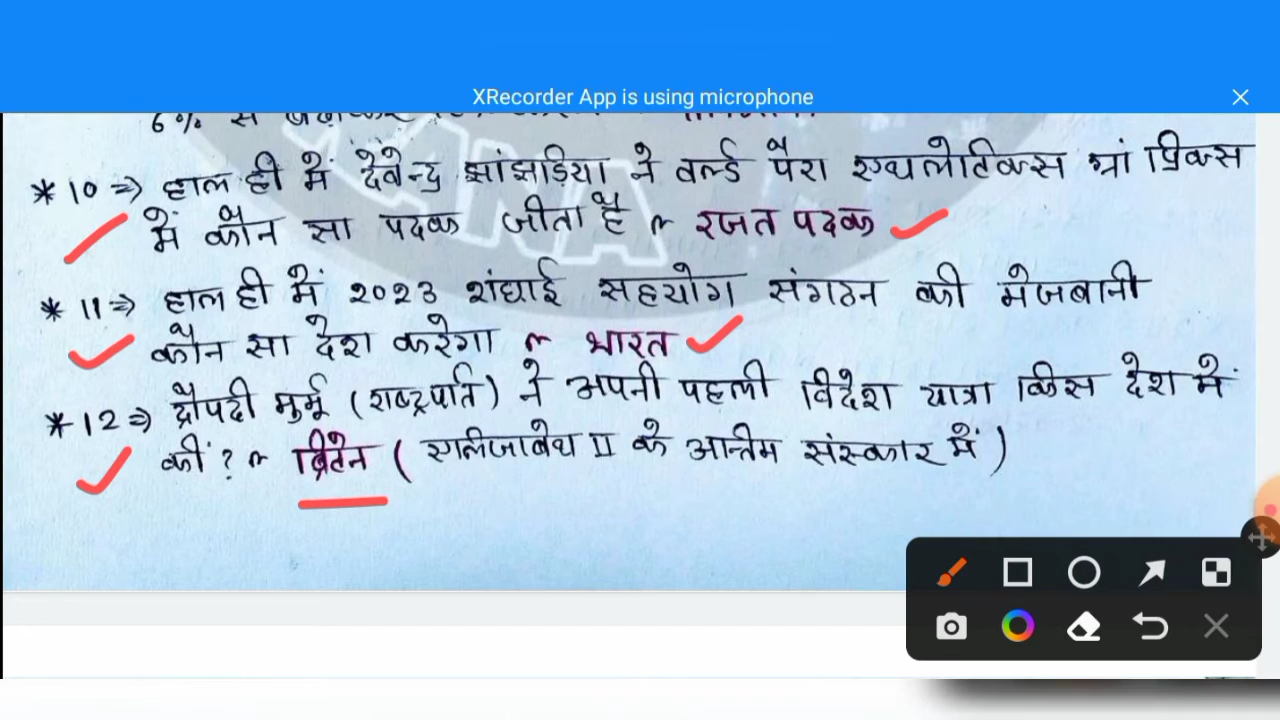 XRecorder App is using microphone
6% से
* 10 => हाल ही में देवेन्द्र झांझड़िया ने वर्ल्ड पैरा एथलेटिक्स ग्रां प्रिक्स
में कौन सा पदक जीता है ~ रजत पदक
* 11 => हाल ही में 2023 शंघाई सहयोग संगठन की मेजबानी
कौन सा देश करेगा ~ भारत
* 12 => द्रौपदी मुर्मू (राष्ट्रपति) ने अपनी पहली विदेश यात्रा किस देश में
कीं? ~ ब्रिटेन ( एलीजाबेथ II के अन्तिम संस्कार में )